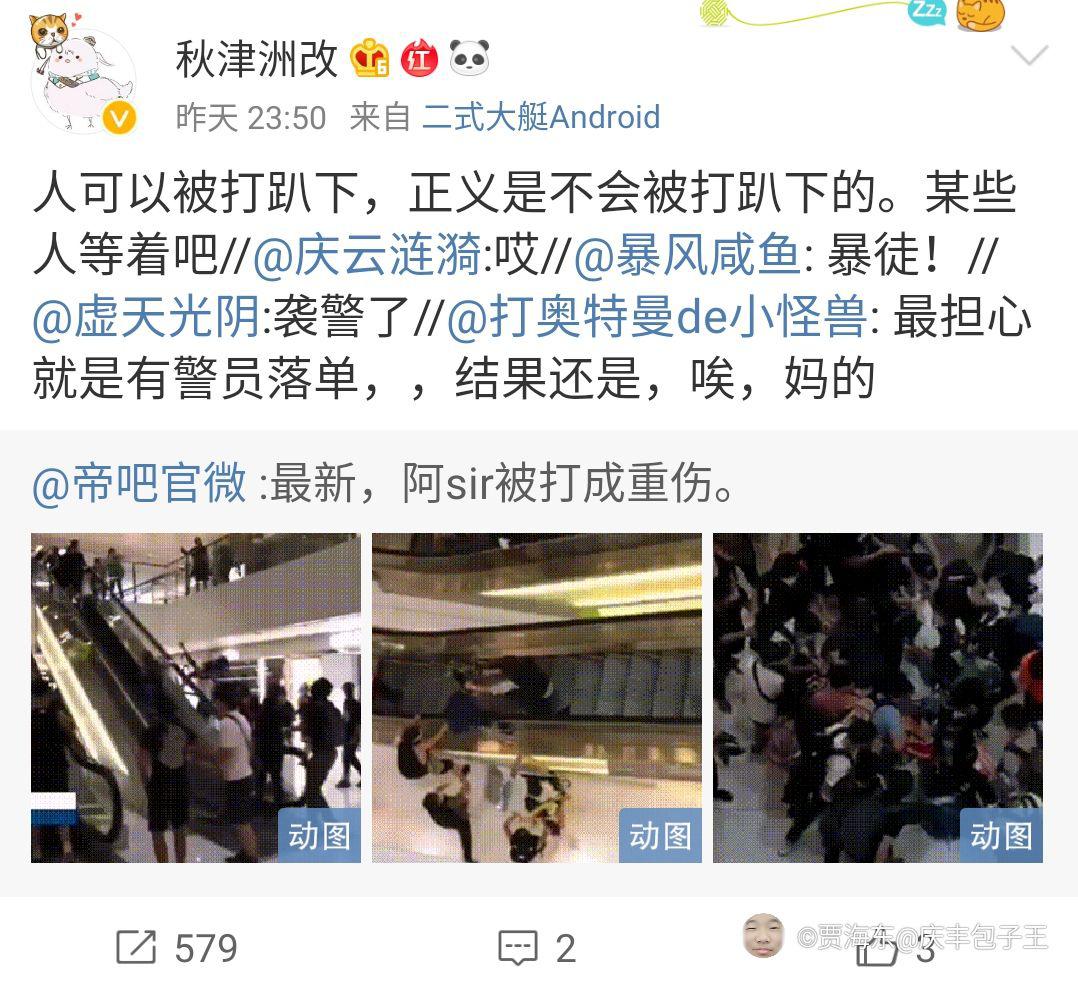 ZZZ
秋津洲改 6 红
昨天 23:50 来自 二式大艇Android
人可以被打趴下，正义是不会被打趴下的。某些
人等着吧//@庆云涟漪:哎//@暴风咸鱼: 暴徒！//
@虚天光阴:袭警了//@打奥特曼de小怪兽: 最担心
就是有警员落单，，结果还是，唉，妈的
@帝吧官微 :最新，阿sir被打成重伤。
动图 动图 动图
579 2 3
©贾海东@庆丰包子王